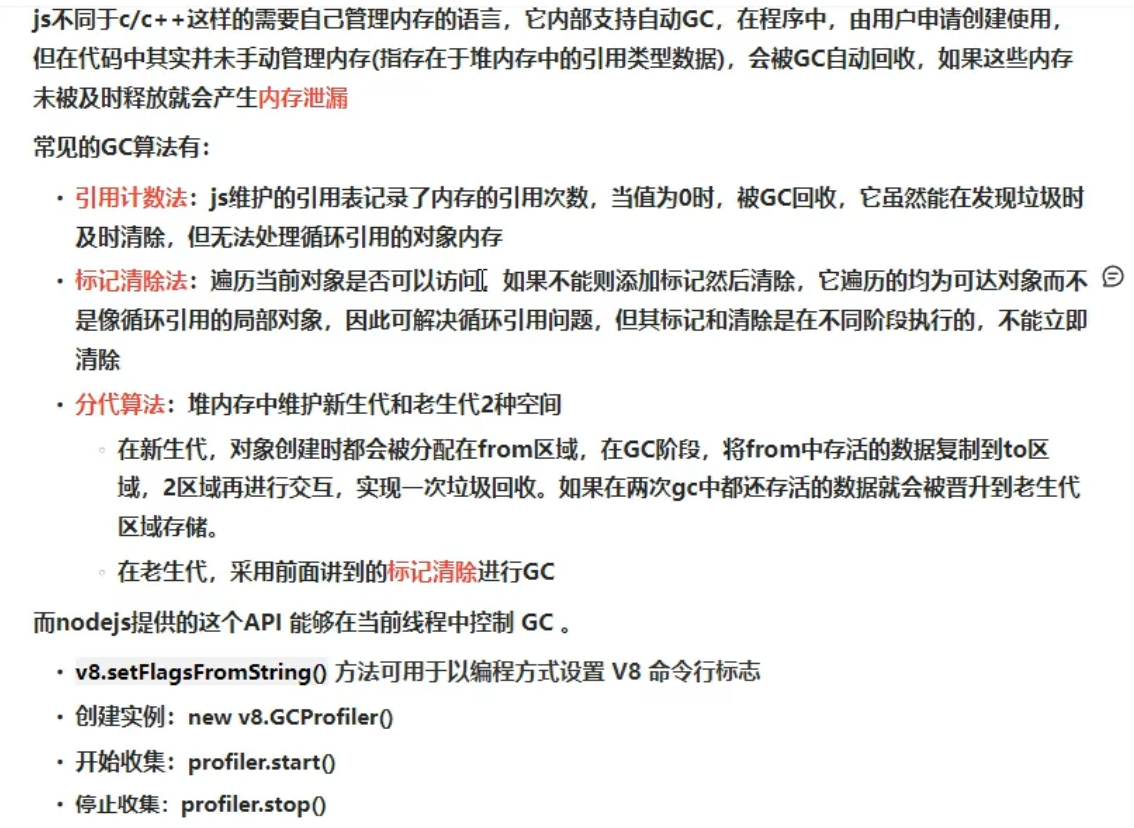 js不同于c/c++这样的需要自己管理内存的语言，它内部支持自动GC，在程序中，由用户申请创建使用，
但在代码中其实并未手动管理内存(指存在于堆内存中的引用类型数据)，会被GC自动回收，如果这些内存
未被及时释放就会产生内存泄漏
常见的GC算法有：
• 引用计数法：js维护的引用表记录了内存的引用次数，当值为0时，被GC回收，它虽然能在发现垃圾时
及时清除，但无法处理循环引用的对象内存
• 标记清除法：遍历当前对象是否可以访问，如果不能则添加标记然后清除，它遍历的均为可达对象而不
是像循环引用的局部对象，因此可解决循环引用问题，但其标记和清除是在不同阶段执行的，不能立即
清除
• 分代算法：堆内存中维护新生代和老生代2种空间
◦ 在新生代，对象创建时都会被分配在from区域，在GC阶段，将from中存活的数据复制到to区
域，2区域再进行交互，实现一次垃圾回收。如果在两次gc中都还存活的数据就会被晋升到老生代
区域存储。
◦ 在老生代，采用前面讲到的标记清除进行GC
而nodejs提供的这个API 能够在当前线程中控制 GC 。
• v8.setFlagsFromString() 方法可用于以编程方式设置 V8 命令行标志
• 创建实例：new v8.GCProfiler()
• 开始收集：profiler.start()
• 停止收集：profiler.stop()